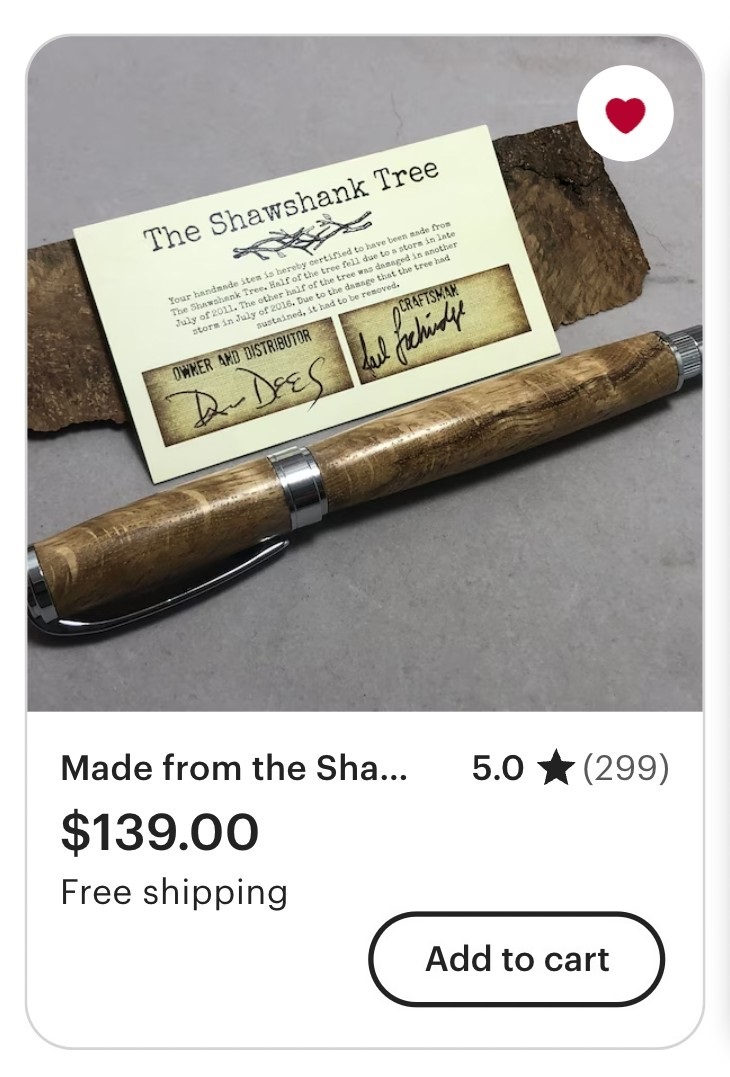 The Shawshank Tree
Your handmade item is hereby certified to have been made from
The Shawshank Tree. Half of the tree fell due to a storm in late
July of 2011. The other half of the tree was damaged in another
storm in July of 2016. Due to the damage that the tree had
sustained, it had to be removed.
OWNER AND DISTRIBUTOR
CRAFTSMAN
Dan Dees
Made from the Sha...
5.0 ★ (299)
$139.00
Free shipping
Add to cart